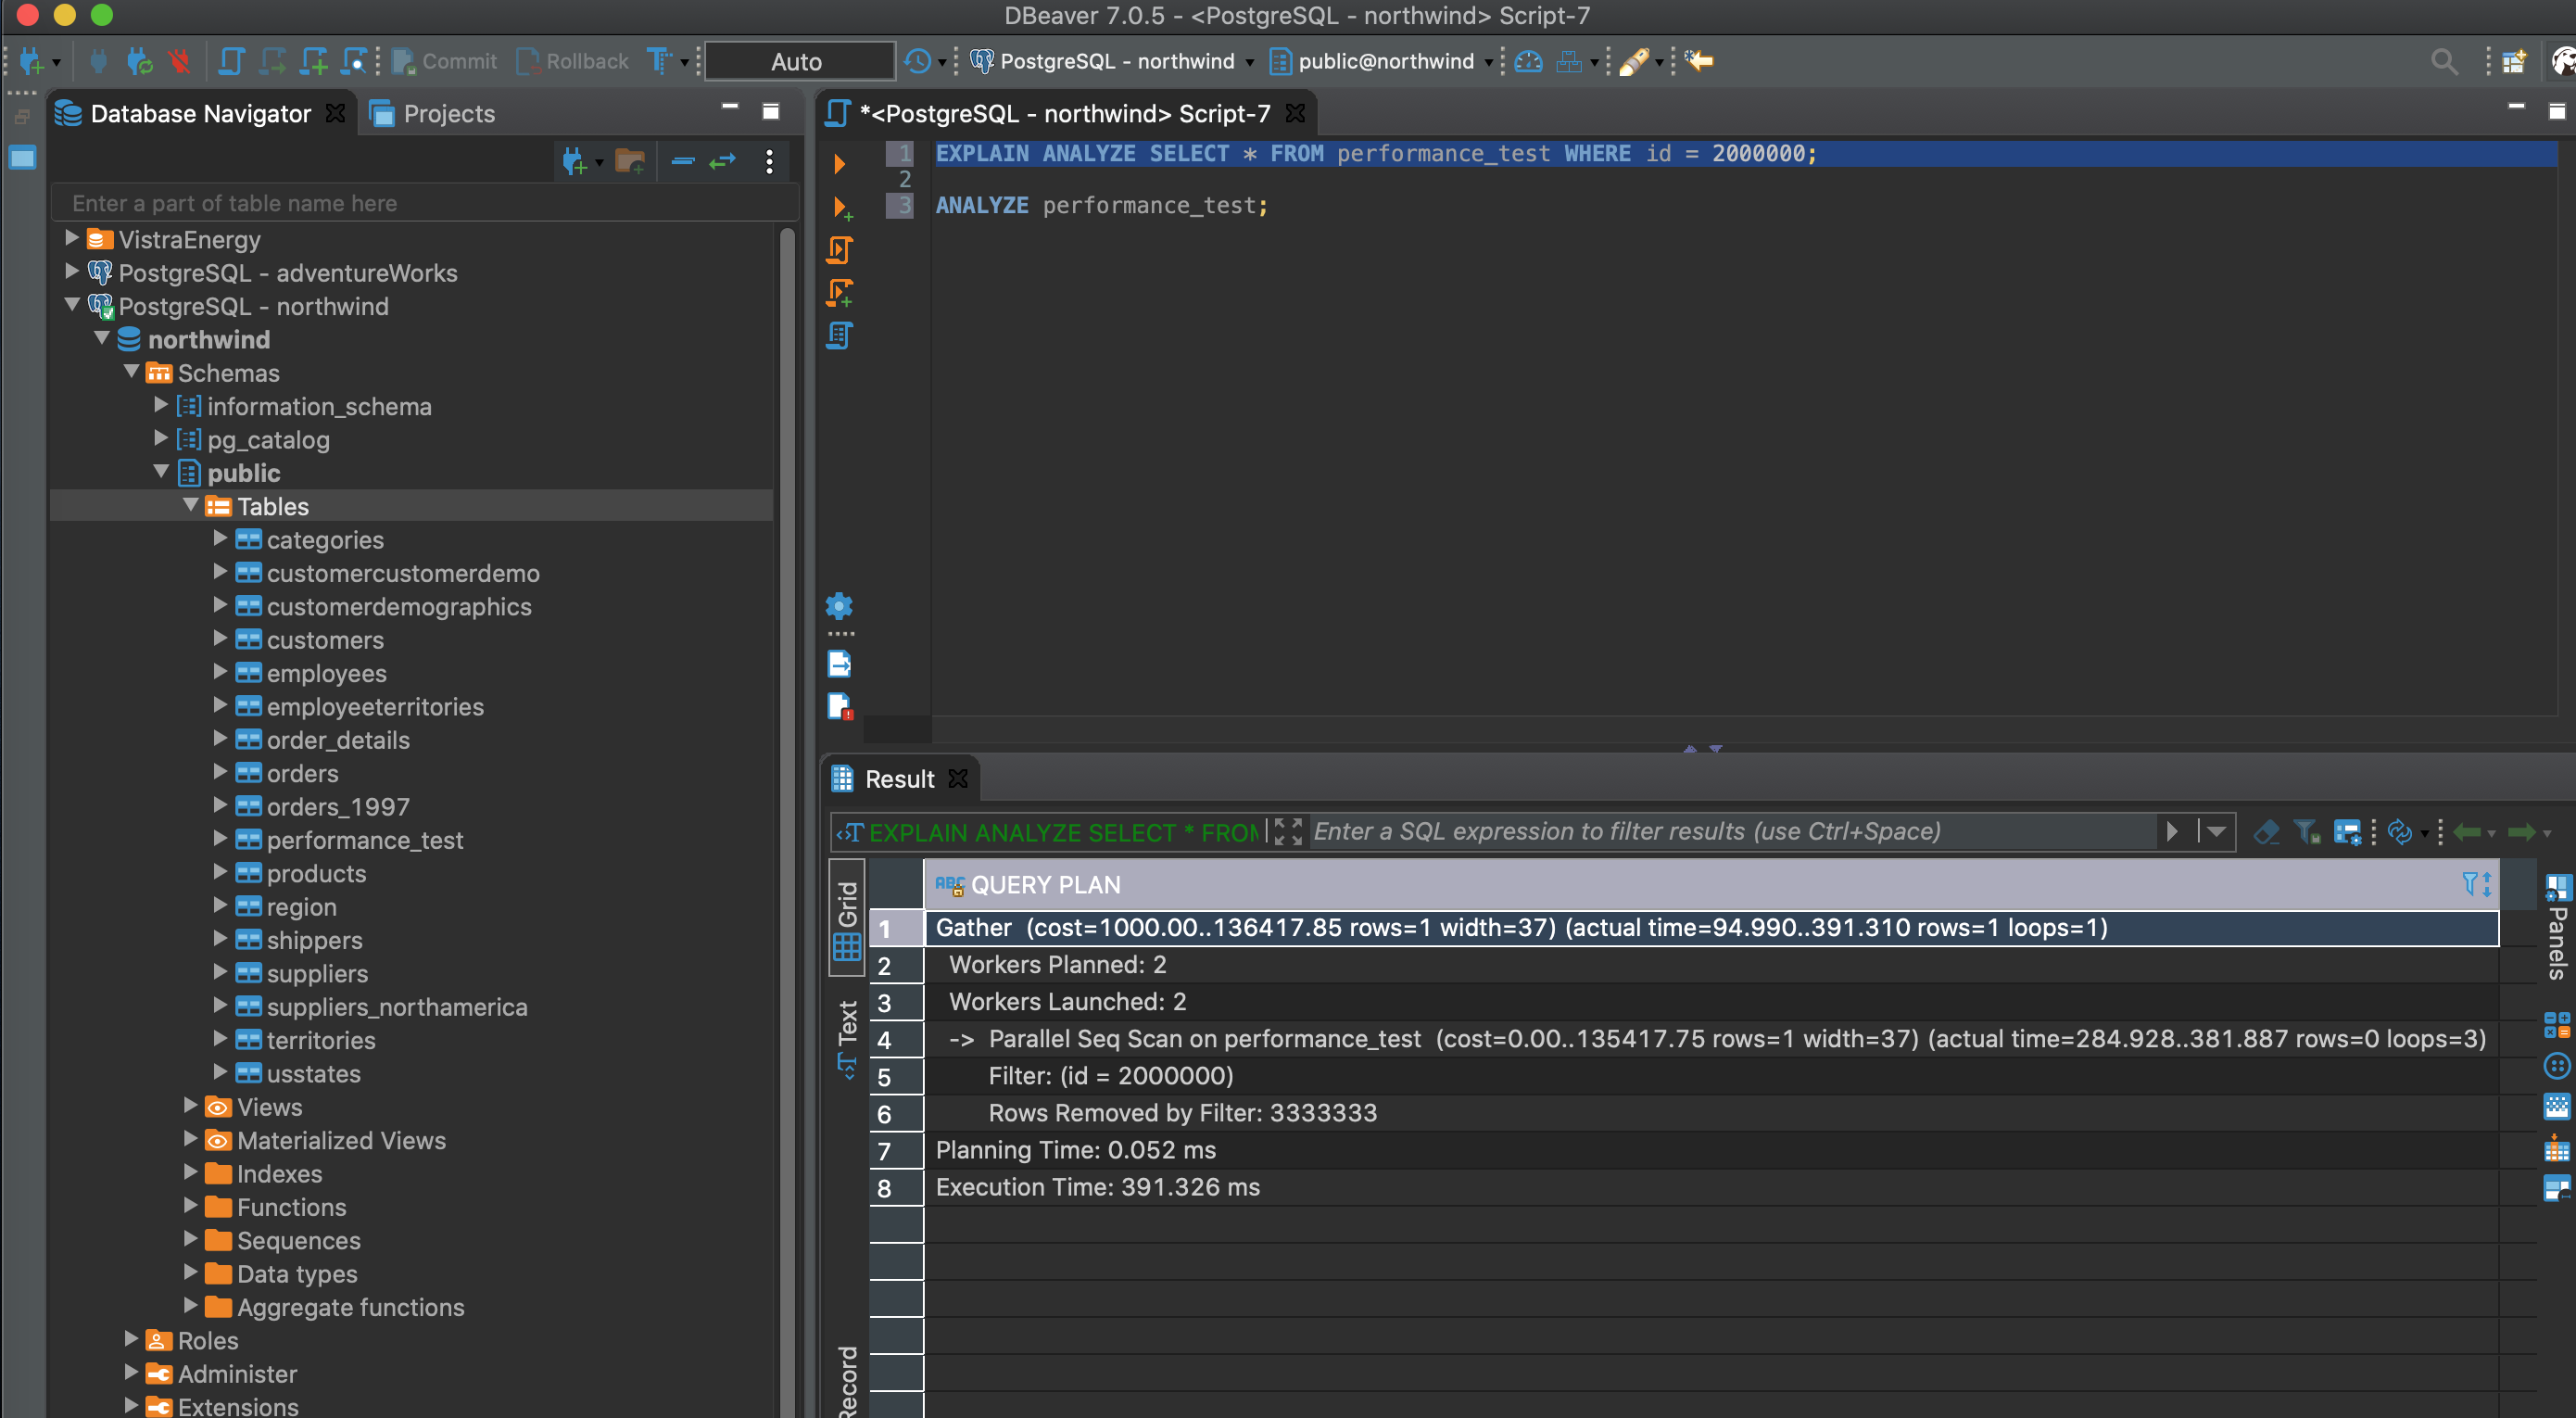 DBeaver 7.0.5 - <PostgreSQL - northwind> Script-7
Commit Rollback Auto PostgreSQL - northwind public@northwind
Database Navigator Projects
Enter a part of table name here
VistraEnergy
PostgreSQL - adventureWorks
PostgreSQL - northwind
northwind
Schemas
information_schema
pg_catalog
public
Tables
categories
customercustomerdemo
customerdemographics
customers
employees
employeeterritories
order_details
orders
orders_1997
performance_test
products
region
shippers
suppliers
suppliers_northamerica
territories
usstates
Views
Materialized Views
Indexes
Functions
Sequences
Data types
Aggregate functions
Roles
Administer
Extensions
*<PostgreSQL - northwind> Script-7
1 EXPLAIN ANALYZE SELECT * FROM performance_test WHERE id = 2000000;
2
3 ANALYZE performance_test;
Result
EXPLAIN ANALYZE SELECT * FROM Enter a SQL expression to filter results (use Ctrl+Space)
Grid
Text
Record
ABC QUERY PLAN
1 Gather (cost=1000.00..136417.85 rows=1 width=37) (actual time=94.990..391.310 rows=1 loops=1)
2 Workers Planned: 2
3 Workers Launched: 2
4 -> Parallel Seq Scan on performance_test (cost=0.00..135417.75 rows=1 width=37) (actual time=284.928..381.887 rows=0 loops=3)
5 Filter: (id = 2000000)
6 Rows Removed by Filter: 3333333
7 Planning Time: 0.052 ms
8 Execution Time: 391.326 ms
Panels